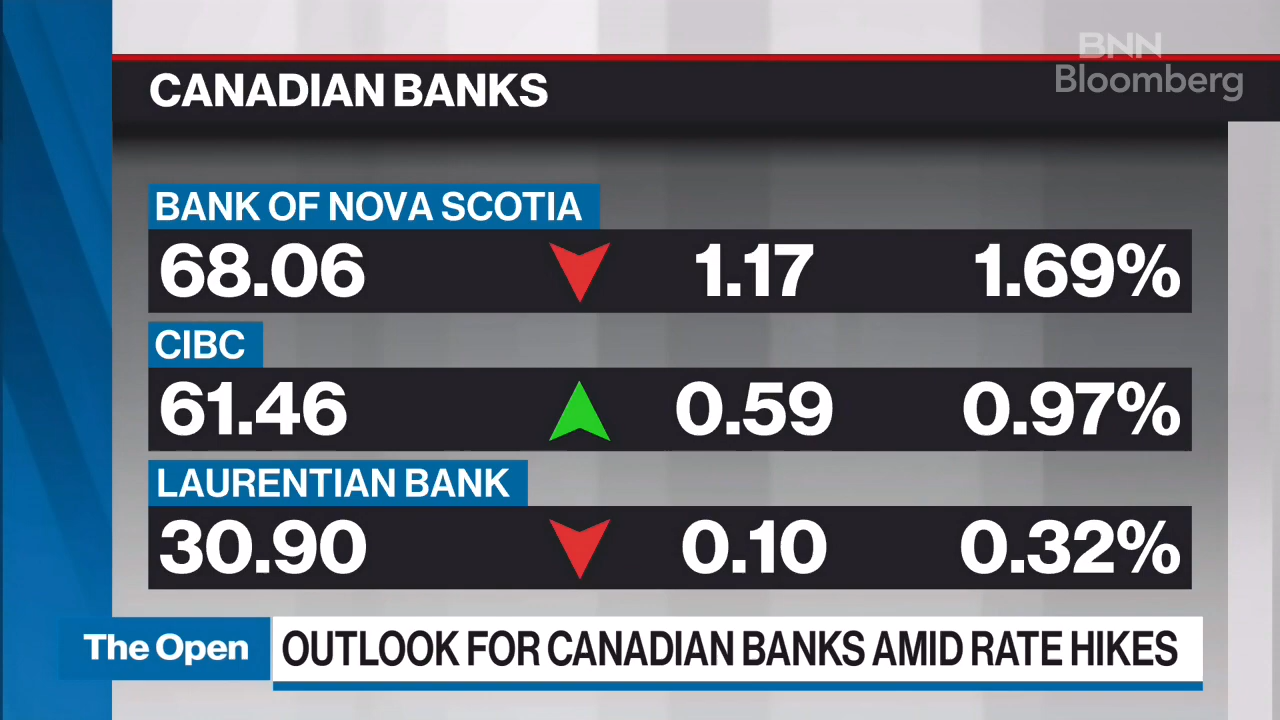 BNN
Bloomberg
CANADIAN BANKS
BANK OF NOVA SCOTIA
68.06 1.17 1.69%
CIBC
61.46 0.59 0.97%
LAURENTIAN BANK
30.90 0.10 0.32%
The Open OUTLOOK FOR CANADIAN BANKS AMID RATE HIKES